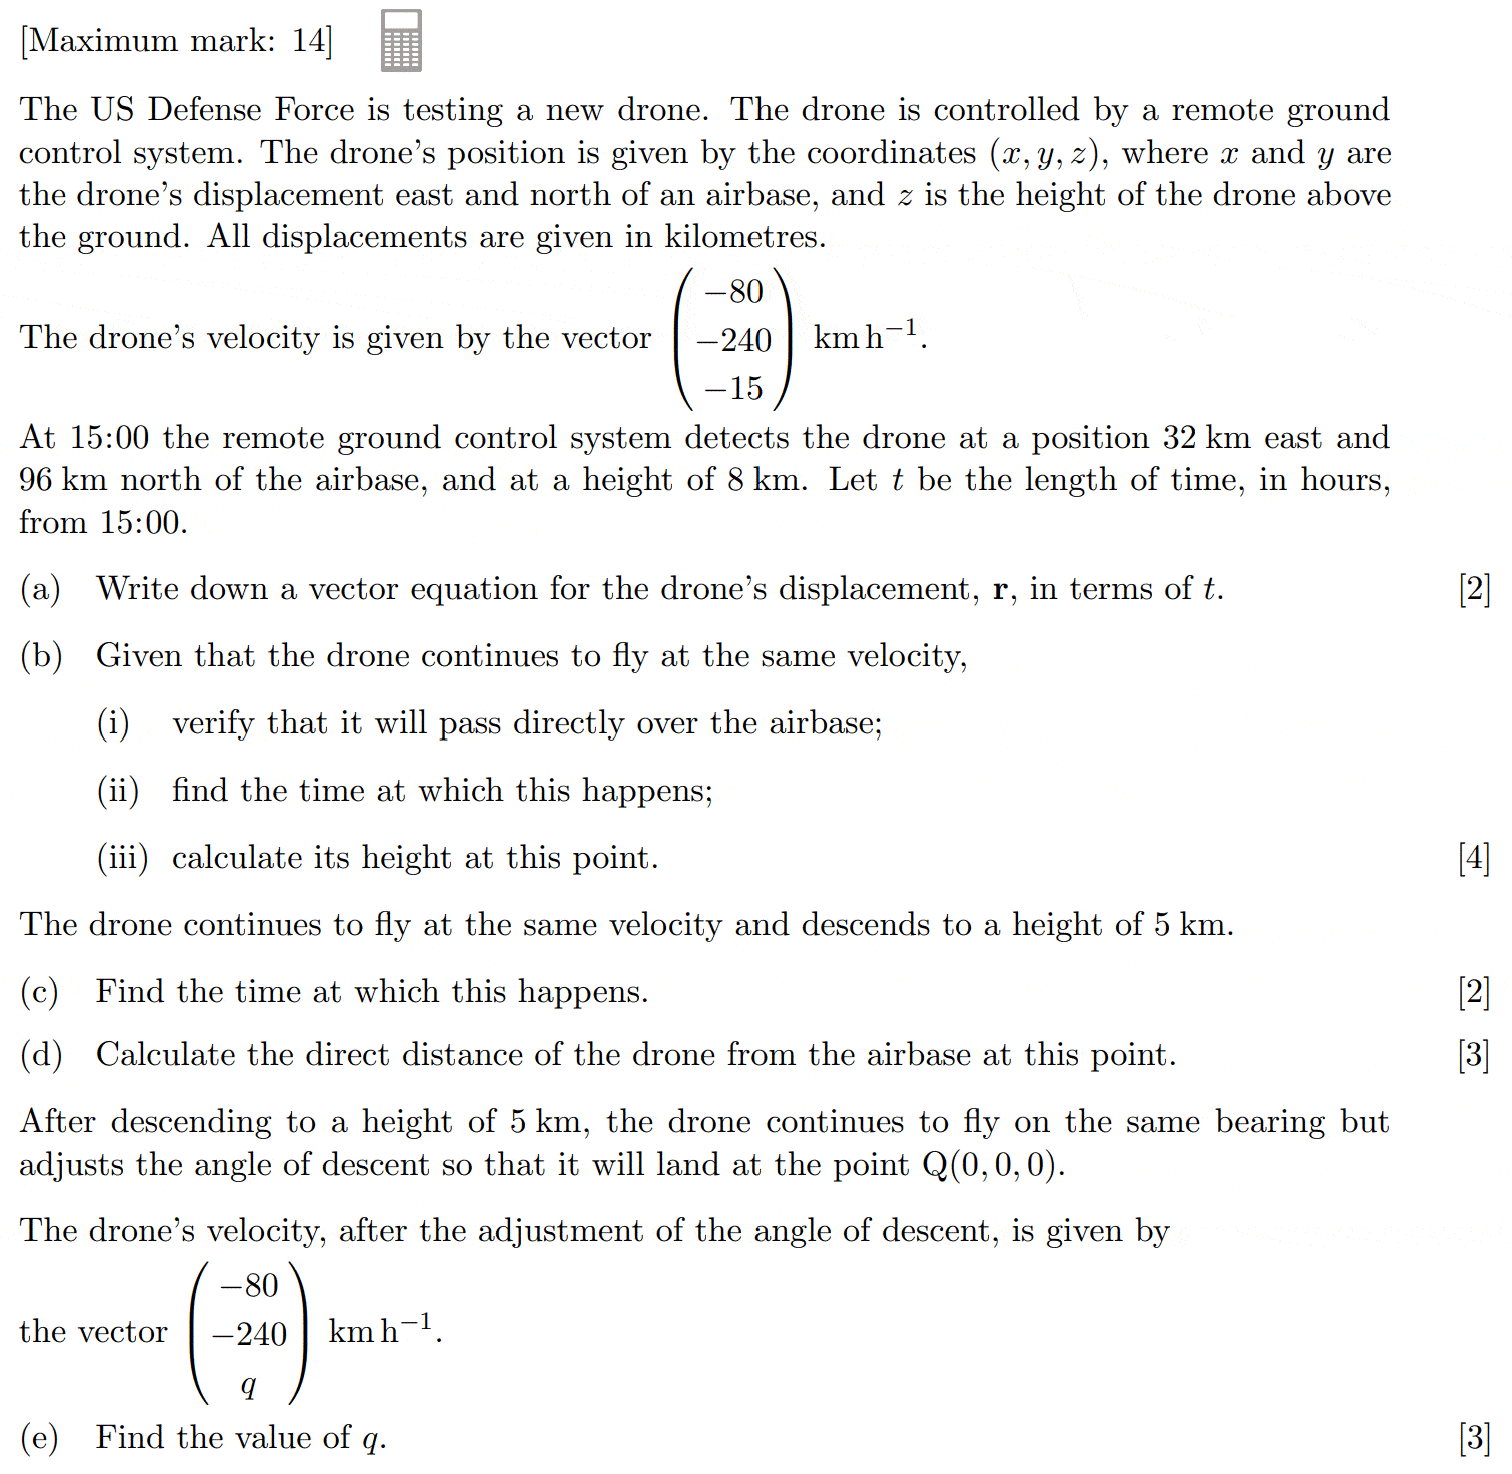 [Maximum mark: 14]
The US Defense Force is testing a new drone. The drone is controlled by a remote ground
control system. The drone's position is given by the coordinates (x, y, z), where x and y are
the drone's displacement east and north of an airbase, and z is the height of the drone above
the ground. All displacements are given in kilometres.
The drone's velocity is given by the vector \begin{pmatrix} -80 \\ -240 \\ -15 \end{pmatrix} km h⁻¹.
At 15:00 the remote ground control system detects the drone at a position 32 km east and
96 km north of the airbase, and at a height of 8 km. Let t be the length of time, in hours,
from 15:00.
(a) Write down a vector equation for the drone's displacement, r, in terms of t. [2]
(b) Given that the drone continues to fly at the same velocity,
(i) verify that it will pass directly over the airbase;
(ii) find the time at which this happens;
(iii) calculate its height at this point. [4]
The drone continues to fly at the same velocity and descends to a height of 5 km.
(c) Find the time at which this happens. [2]
(d) Calculate the direct distance of the drone from the airbase at this point. [3]
After descending to a height of 5 km, the drone continues to fly on the same bearing but
adjusts the angle of descent so that it will land at the point Q(0, 0, 0).
The drone's velocity, after the adjustment of the angle of descent, is given by
the vector \begin{pmatrix} -80 \\ -240 \\ q \end{pmatrix} km h⁻¹.
(e) Find the value of q. [3]